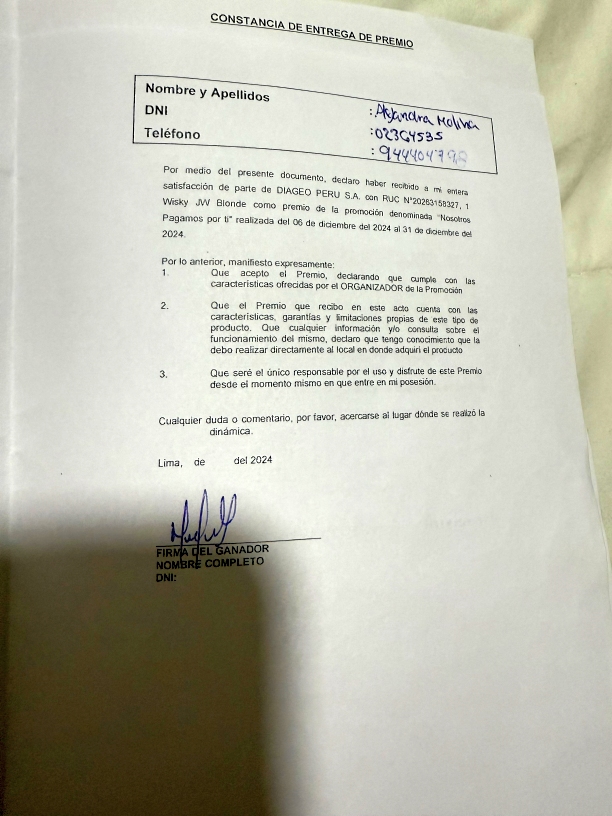 CONSTANCIA DE ENTREGA DE PREMIO
Nombre y Apellidos : Alejandra Molina
DNI : 02364535
Teléfono : 944404798
Por medio del presente documento, declaro haber recibido a mi entera
satisfacción de parte de DIAGEO PERU S.A. con RUC N°20263158327, 1
Wisky JW Blonde como premio de la promoción denominada "Nosotros
Pagamos por ti" realizada del 06 de diciembre del 2024 al 31 de diciembre del
2024.
Por lo anterior, manifiesto expresamente:
1. Que acepto el Premio, declarando que cumple con las
características ofrecidas por el ORGANIZADOR de la Promoción
2. Que el Premio que recibo en este acto cuenta con las
características, garantías y limitaciones propias de este tipo de
producto. Que cualquier información y/o consulta sobre el
funcionamiento del mismo, declaro que tengo conocimiento que la
debo realizar directamente al local en donde adquirí el producto
3. Que seré el único responsable por el uso y disfrute de este Premio
desde el momento mismo en que entre en mi posesión.
Cualquier duda o comentario, por favor, acercarse al lugar dónde se realizó la
dinámica.
Lima, de del 2024
FIRMA DEL GANADOR
NOMBRE COMPLETO
DNI: